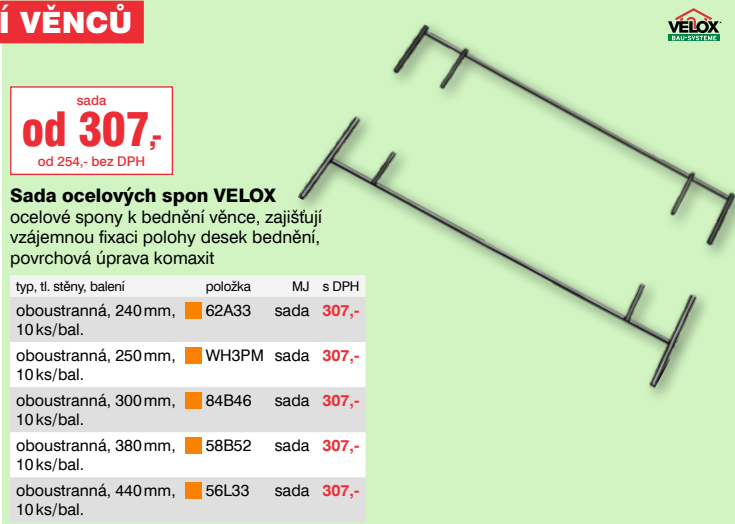 Í VĚNCŮ
VELOX
BAU-SYSTEME
sada
od 307,-
od 254,- bez DPH
Sada ocelových spon VELOX
ocelové spony k bednění věnce, zajišťují
vzájemnou fixaci polohy desek bednění,
povrchová úprava komaxit
typ, tl. stěny, balení položka MJ s DPH
oboustranná, 240 mm, 62A33 sada 307,-
10 ks/bal.
oboustranná, 250 mm, WH3PM sada 307,-
10 ks/bal.
oboustranná, 300 mm, 84B46 sada 307,-
10 ks/bal.
oboustranná, 380 mm, 58B52 sada 307,-
10 ks/bal.
oboustranná, 440 mm, 56L33 sada 307,-
10 ks/bal.